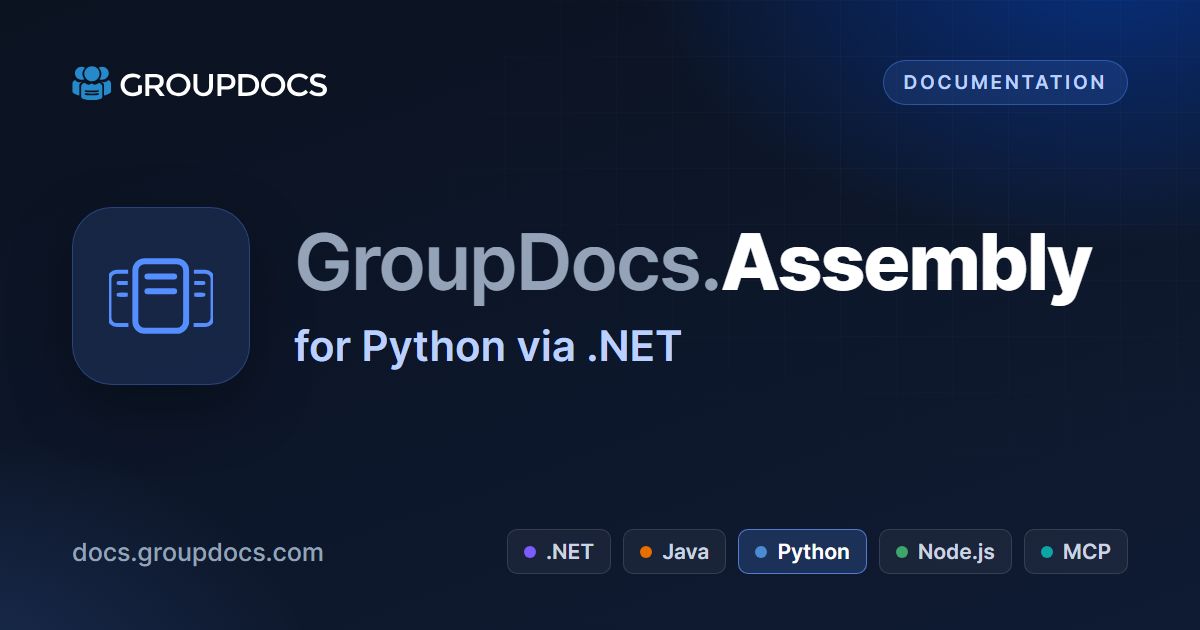 GROUPDOCS
DOCUMENTATION
GroupDocs.Assembly
for Python via .NET
docs.groupdocs.com
.NET
Java
Python
Node.js
MCP